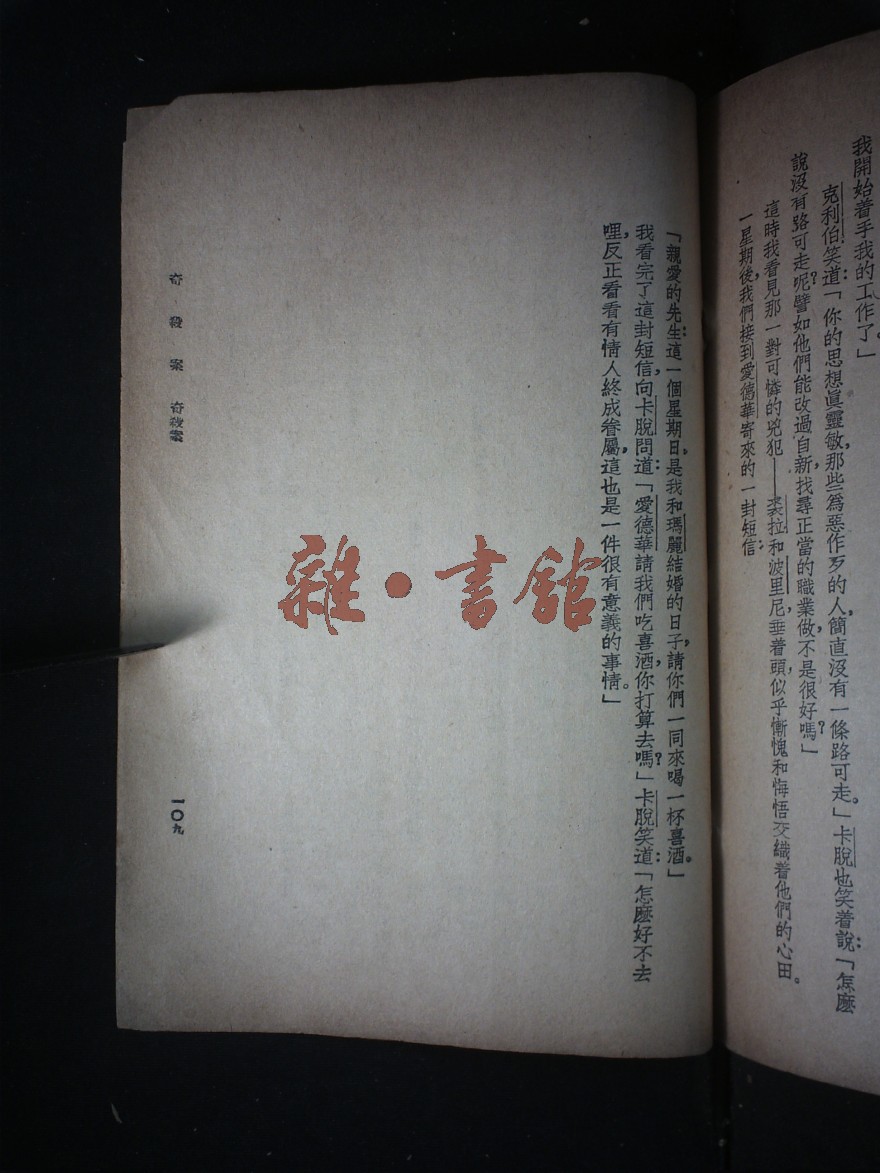 我開始着手我的工作了。」
克利伯笑道:「你的思想眞靈敏,那些爲惡作歹的人,簡直沒有一條路可走。」卡脫也笑着說:「怎麼
說沒有路可走呢?譬如他們能改過自新,找尋正當的職業做,不是很好嗎?」
這時我看見那一對可憐的兇犯——裘拉和波里尼,垂着頭,似乎慚愧和悔悟交織着他們的心田。
一星期後,我們接到愛德華寄來的一封短信:
「親愛的先生:這一個星期日,是我和瑪麗結婚的日子,請你們一同來喝一杯喜酒。」
我看完了這封短信,向卡脫問道:「愛德華請我們吃喜酒,你打算去嗎?」卡脫笑道:「怎麼好不去
哩,反正看看有情人終成眷屬,這也是一件很有意義的事情。」
奇殺案 奇殺案
一〇九
雜·書館